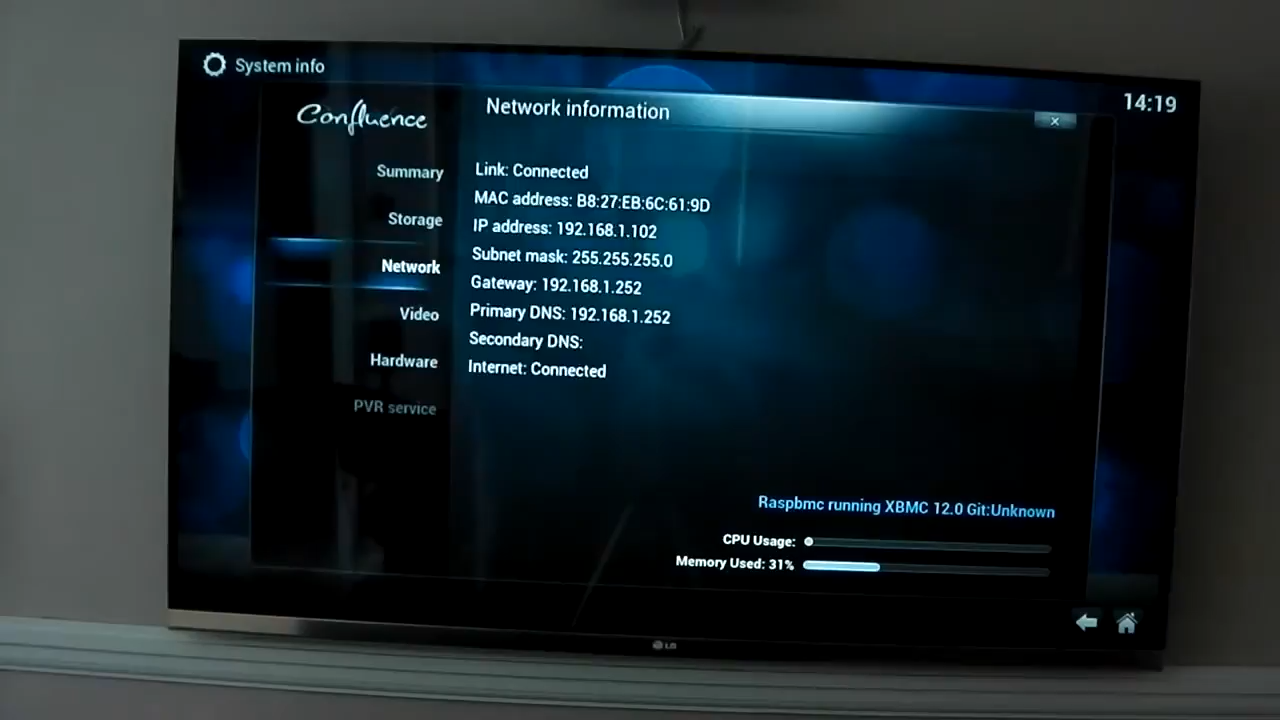 System info
14:19
Confluence
Network information
Summary
Storage
Network
Video
Hardware
PVR service
Link: Connected
MAC address: B8:27:EB:6C:61:9D
IP address: 192.168.1.102
Subnet mask: 255.255.255.0
Gateway: 192.168.1.252
Primary DNS: 192.168.1.252
Secondary DNS:
Internet: Connected
Raspbmc running XBMC 12.0 Git:Unknown
CPU Usage:
Memory Used: 31%
LG